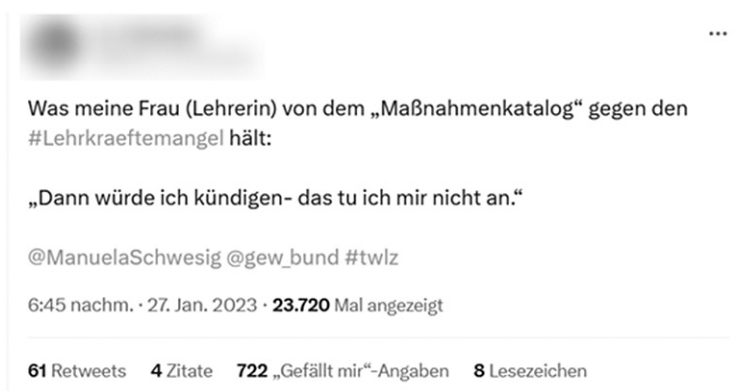 Was meine Frau (Lehrerin) von dem „Maßnahmenkatalog“ gegen den
#Lehrkraeftemangel hält:
„Dann würde ich kündigen- das tu ich mir nicht an.“
@ManuelaSchwesig @gew_bund #twlz
6:45 nachm. · 27. Jan. 2023 · 23.720 Mal angezeigt
61 Retweets 4 Zitate 722 „Gefällt mir“-Angaben 8 Lesezeichen